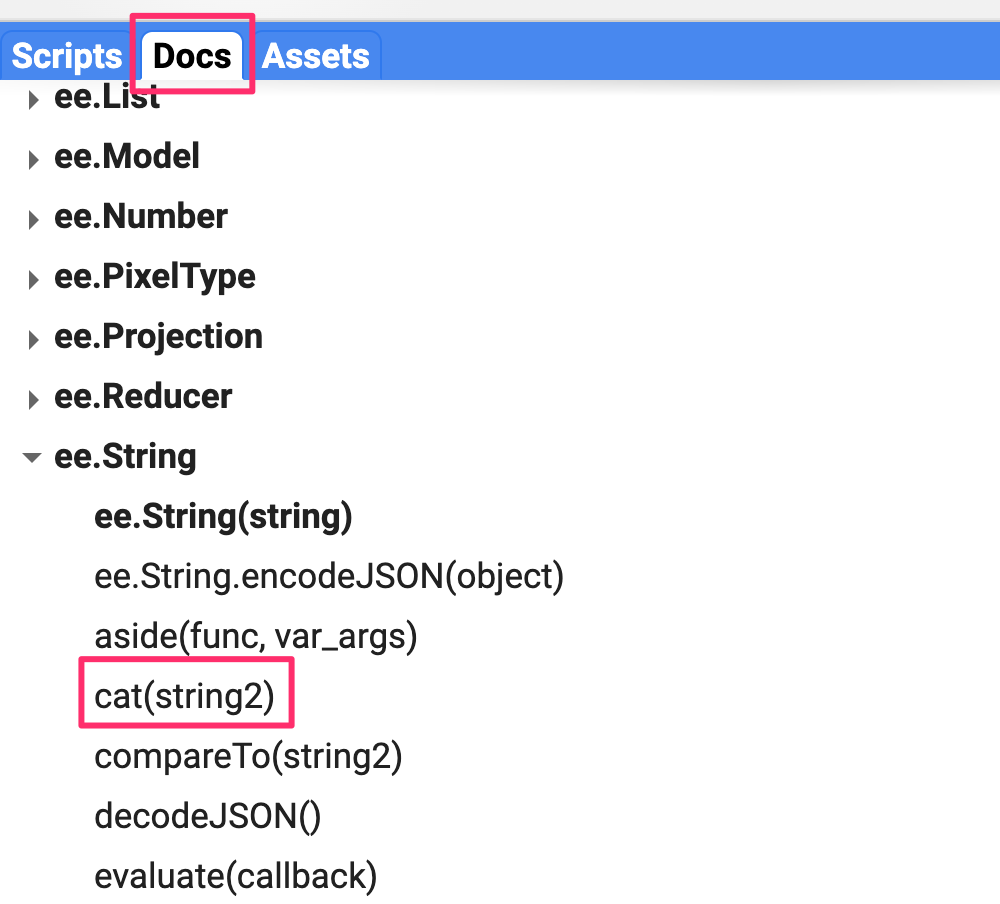 Scripts Docs Assets
ee.List
ee.Model
ee.Number
ee.PixelType
ee.Projection
ee.Reducer
ee.String
ee.String(string)
ee.String.encodeJSON(object)
aside(func, var_args)
cat(string2)
compareTo(string2)
decodeJSON()
evaluate(callback)